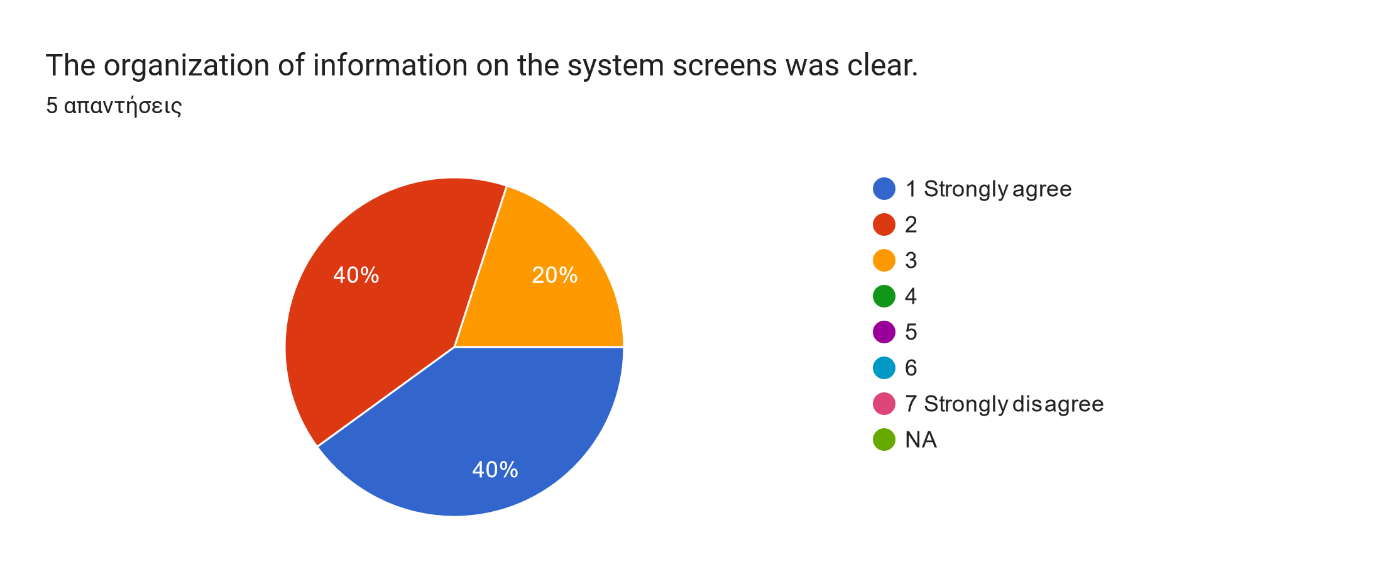 The organization of information on the system screens was clear.
5 απαντήσεις
40%
20%
40%
1 Strongly agree
2
3
4
5
6
7 Strongly disagree
NA